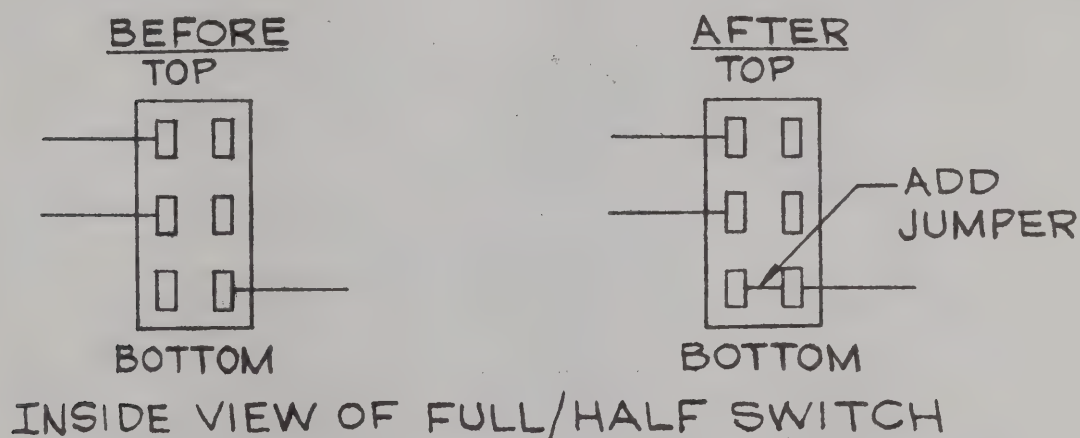 BEFORE
TOP
BOTTOM
AFTER
TOP
ADD
JUMPER
BOTTOM
INSIDE VIEW OF FULL/HALF SWITCH